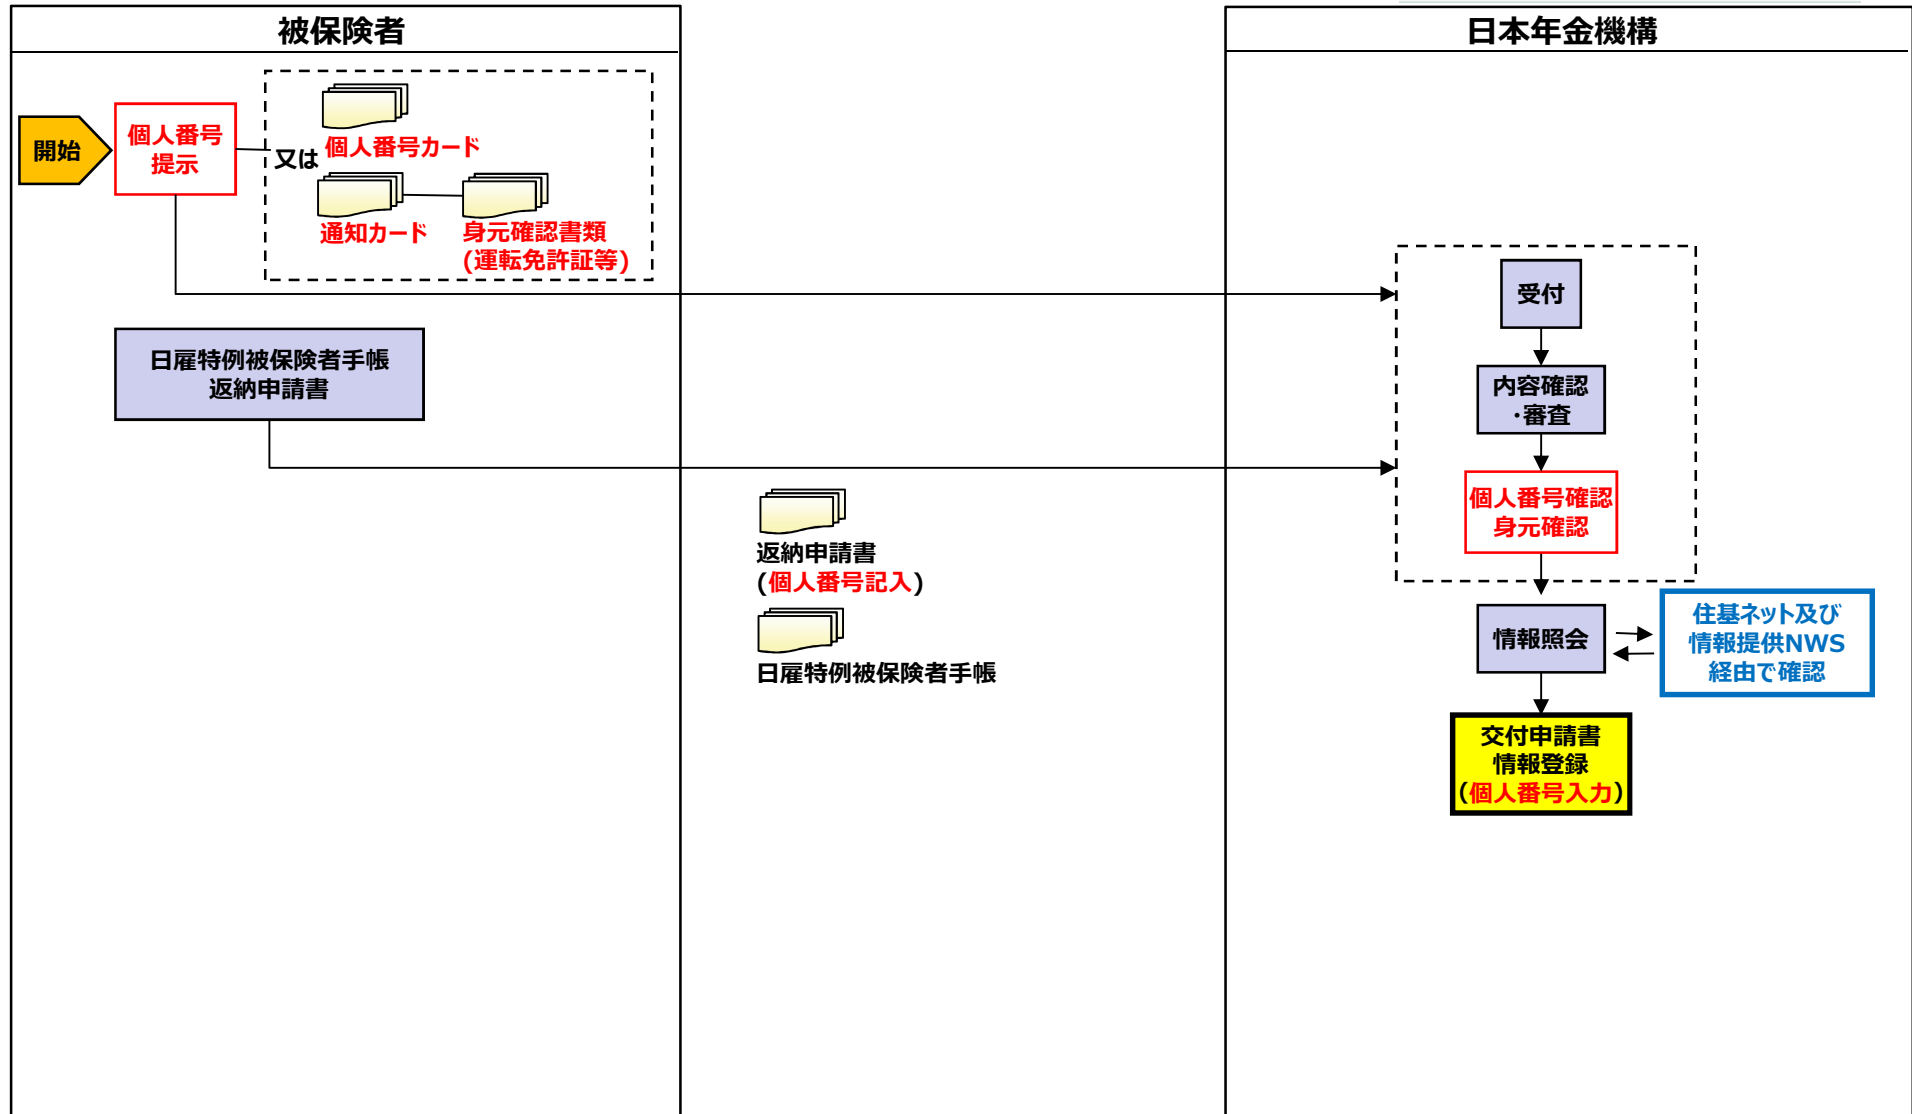 被保険者
日本年金機構
開始
個人番号
提示
又は
個人番号カード
通知カード
身元確認書類
(運転免許証等)
日雇特例被保険者手帳
返納申請書
返納申請書
(個人番号記入)
日雇特例被保険者手帳
受付
内容確認
・審査
個人番号確認
身元確認
情報照会
住基ネット及び
情報提供NWS
経由で確認
交付申請書
情報登録
(個人番号入力)